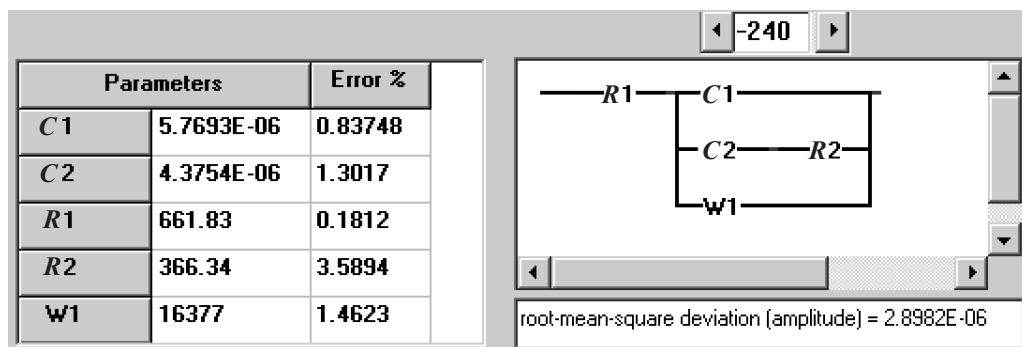 -240
Parameters Error %
C1 5.7693E-06 0.83748
C2 4.3754E-06 1.3017
R1 661.83 0.1812
R2 366.34 3.5894
W1 16377 1.4623
R1 C1
C2 R2
W1
root-mean-square deviation (amplitude) = 2.8982E-06